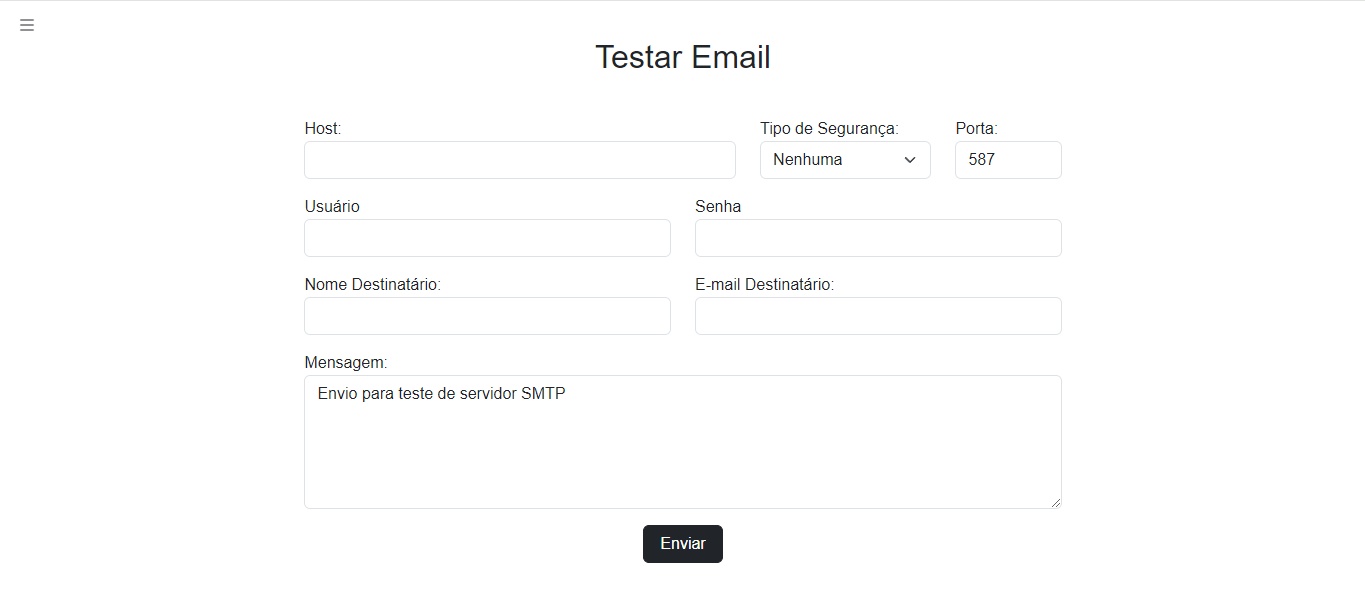 Testar Email
Host: Tipo de Segurança: Porta:
Nenhuma 587
Usuário Senha
Nome Destinatário: E-mail Destinatário:
Mensagem:
Envio para teste de servidor SMTP
Enviar